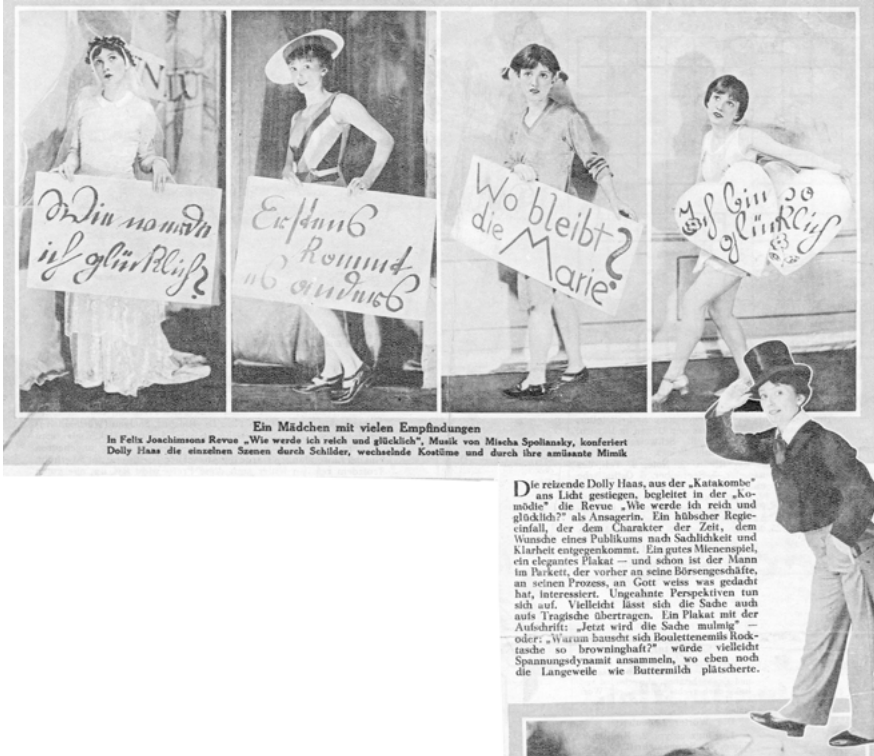 Wie werde
ich glücklich?
Erstens
kommt
es anders
Wo bleibt
die Marie?
Ich bin so
glücklich
Ein Mädchen mit vielen Empfindungen
In Felix Joachimsons Revue „Wie werde ich reich und glücklich“, Musik von Mischa Spoliansky, konferiert
Dolly Haas die einzelnen Szenen durch Schilder, wechselnde Kostüme und durch ihre amüsante Mimik
Die reizende Dolly Haas, aus der „Katakombe“
ans Licht gestiegen, begleitet in der „Ko-
mödie“ die Revue „Wie werde ich reich und
glücklich?“ als Ansagerin. Ein hübscher Regie-
einfall, der dem Charakter der Zeit, dem
Wunsche eines Publikums nach Sachlichkeit und
Klarheit entgegenkommt. Ein gutes Mienenspiel,
ein elegantes Plakat — und schon ist der Mann
im Parkett, der vorher an seine Börsengeschäfte,
an seinen Prozess, an Gott weiss was gedacht
hat, interessiert. Ungeahnte Perspektiven tun
sich auf. Vielleicht lässt sich die Sache auch
aufs Tragische übertragen. Ein Plakat mit der
Aufschrift: „Jetzt wird die Sache mulmig“ —
oder: „Warum bauscht sich Boulettenemils Rock-
tasche so browninghaft?“ würde vielleicht
Spannungsdynamit ansammeln, wo eben noch
die Langeweile wie Buttermilch plätscherte.